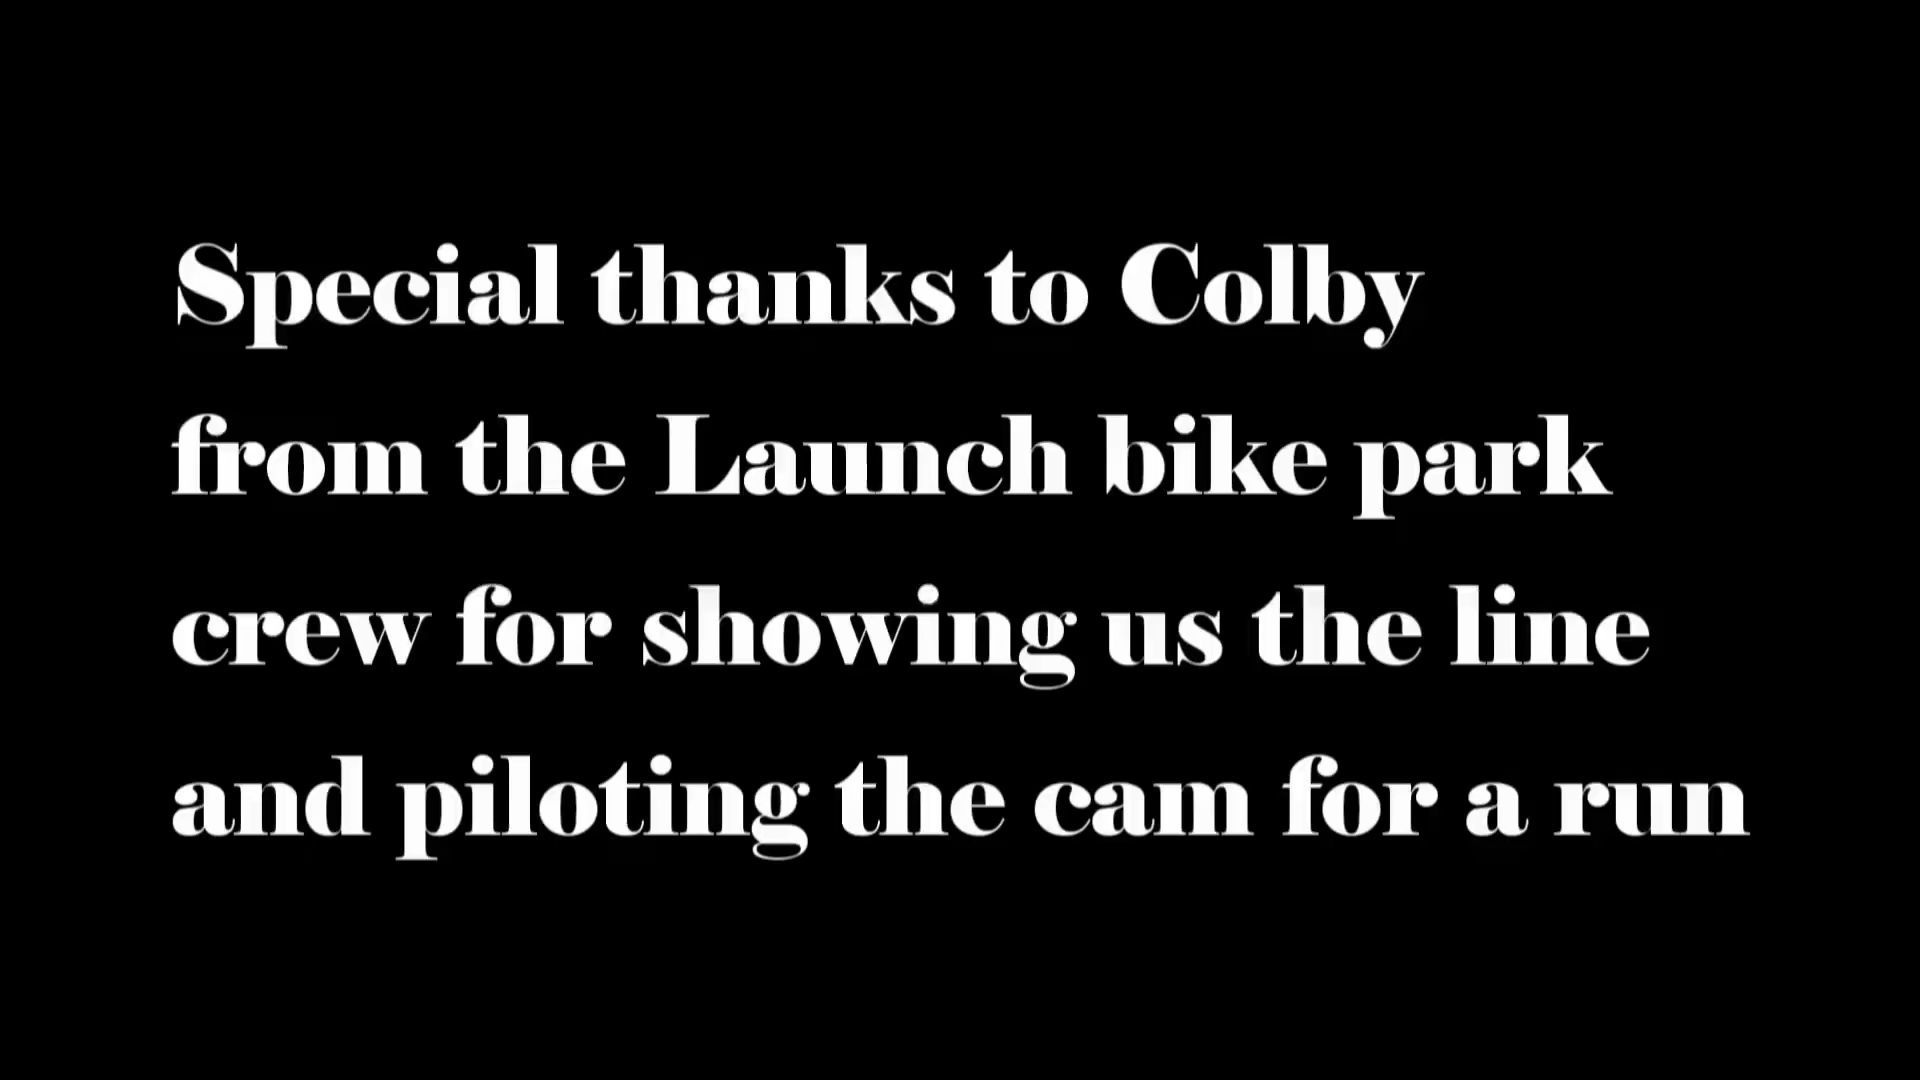 Special thanks to Colby
from the Launch bike park
crew for showing us the line
and piloting the cam for a run